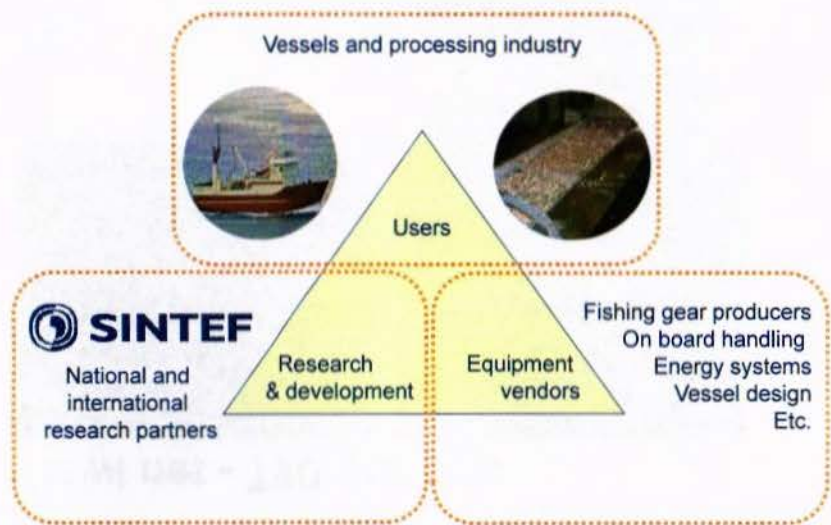 Vessels and processing industry
Users
SINTEF
National and
international
research partners
Research
& development
Equipment
vendors
Fishing gear producers
On board handling
Energy systems
Vessel design
Etc.